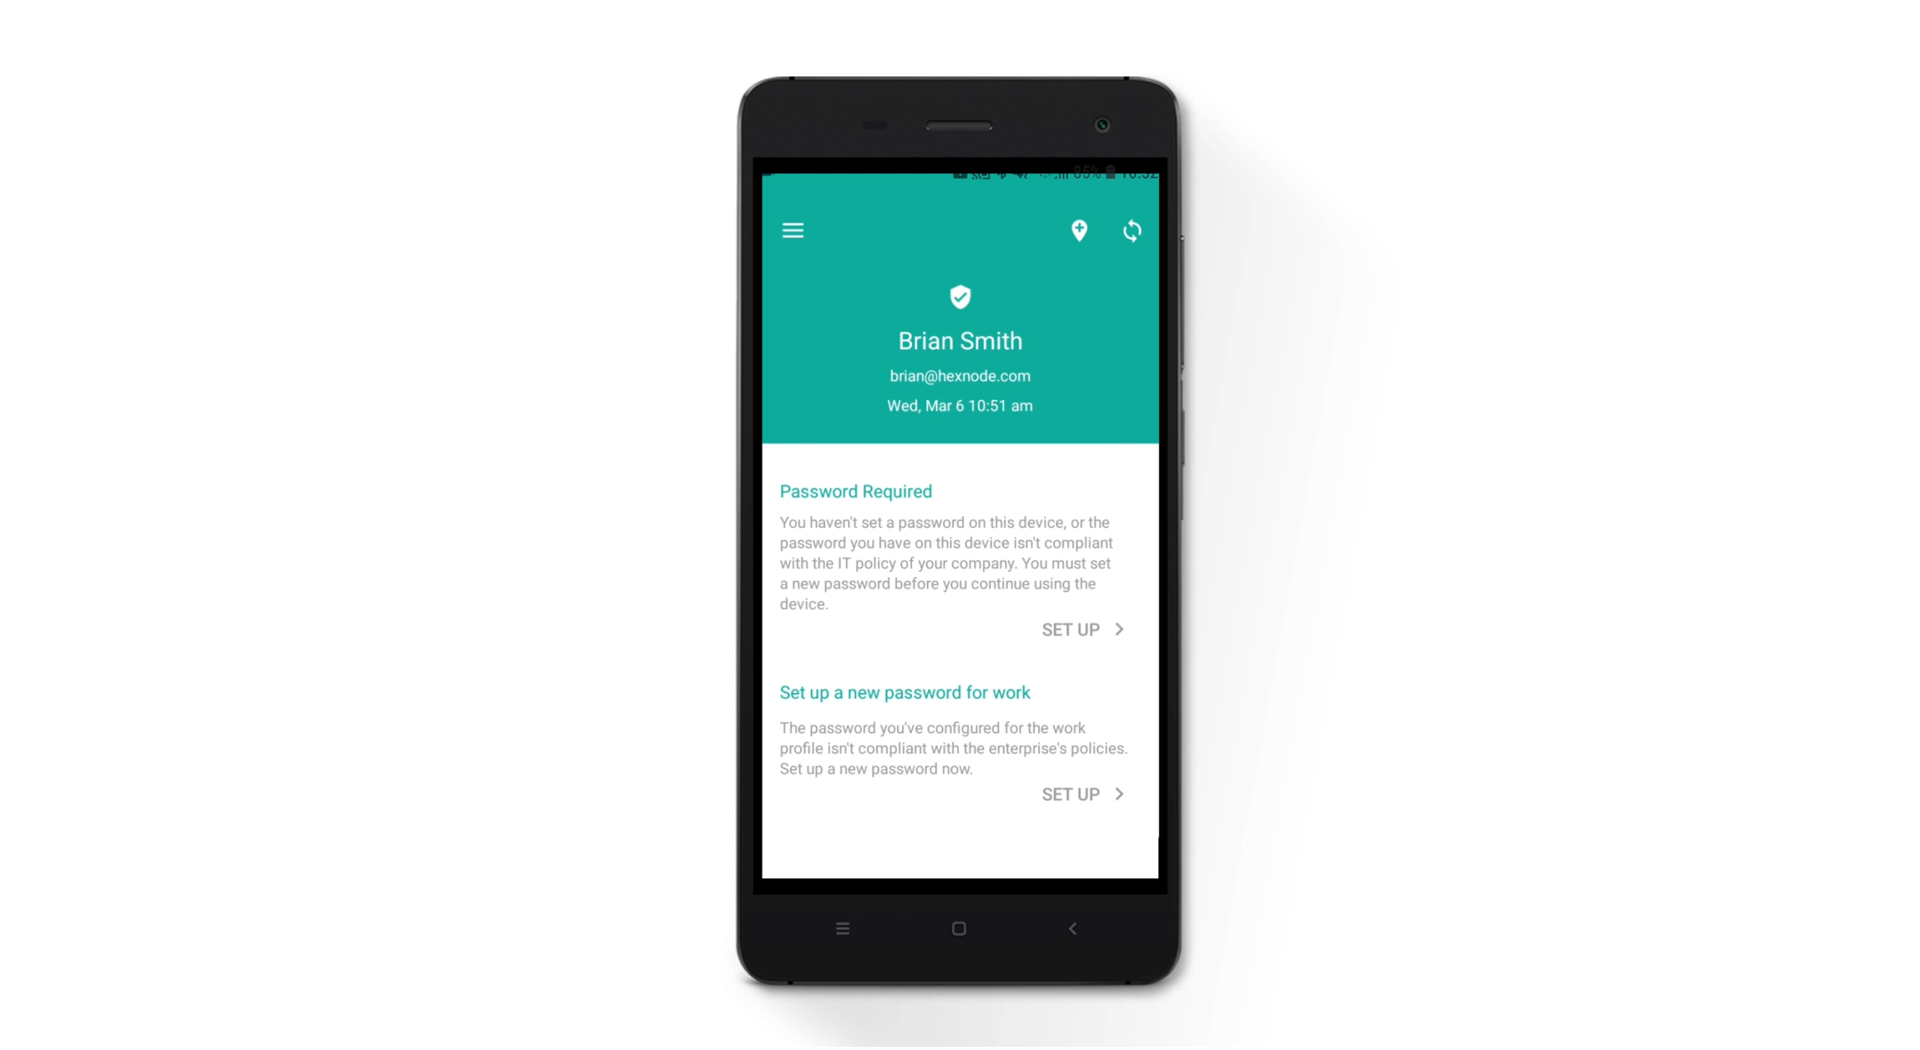 Brian Smith
brian@hexnode.com
Wed, Mar 6 10:51 am
Password Required
You haven't set a password on this device, or the
password you have on this device isn't compliant
with the IT policy of your company. You must set
a new password before you continue using the
device.
SET UP
Set up a new password for work
The password you've configured for the work
profile isn't compliant with the enterprise's policies.
Set up a new password now.
SET UP